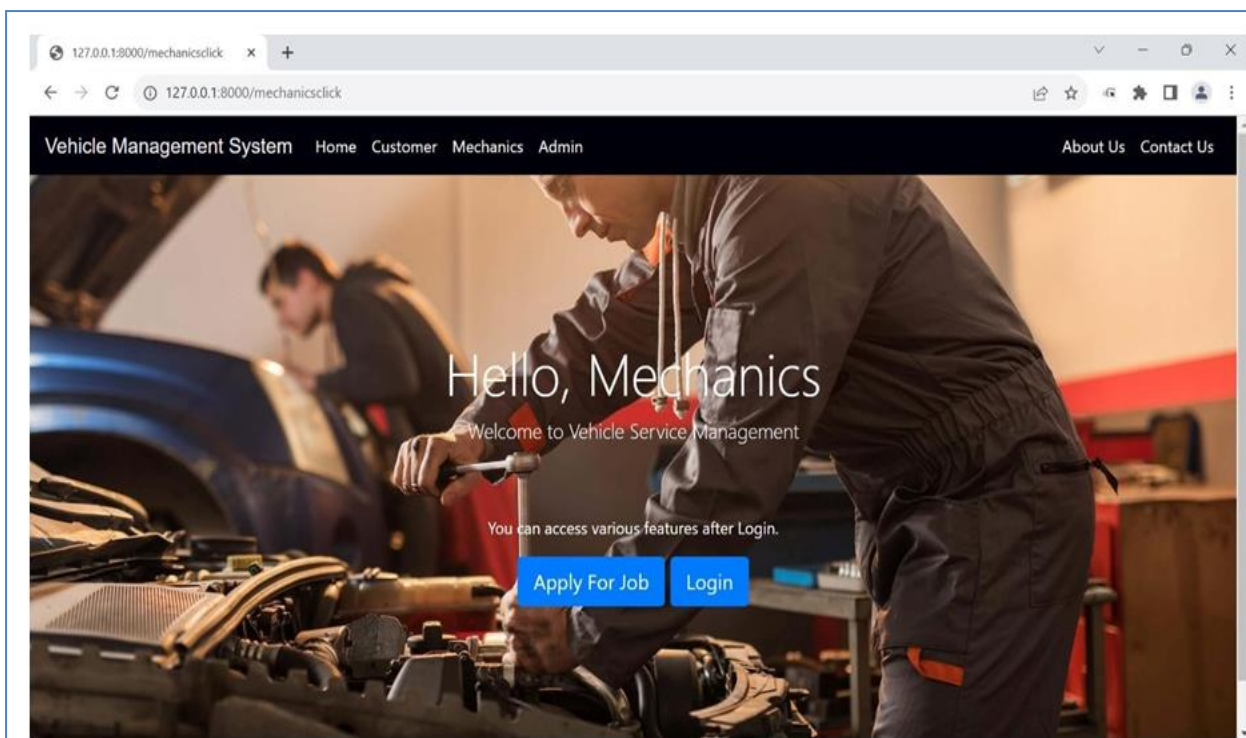 127.0.0.1:8000/mechanicsclick
127.0.0.1:8000/mechanicsclick
Vehicle Management System Home Customer Mechanics Admin About Us Contact Us
Hello, Mechanics
Welcome to Vehicle Service Management
You can access various features after Login.
Apply For Job Login